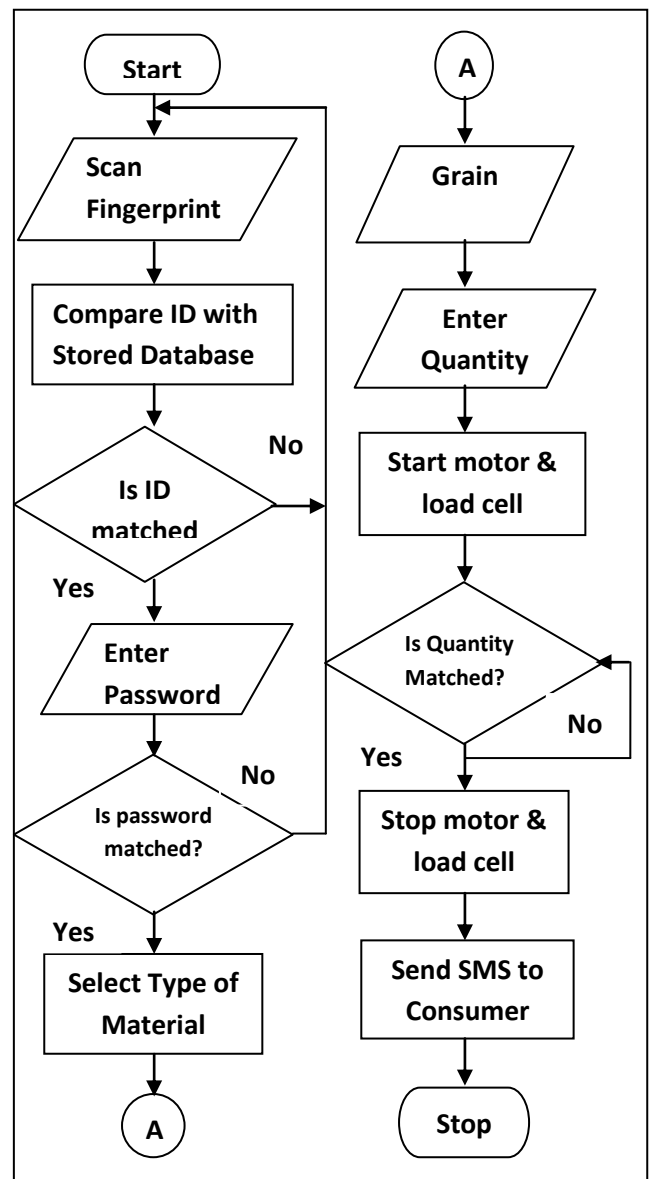 Start
Scan
Fingerprint
Compare ID with
Stored Database
No
Is ID
matched
Yes
Enter
Password
No
Is password
matched?
Yes
Select Type of
Material
A
A
Grain
Enter
Quantity
Start motor &
load cell
Is Quantity
Matched?
No
Yes
Stop motor &
load cell
Send SMS to
Consumer
Stop